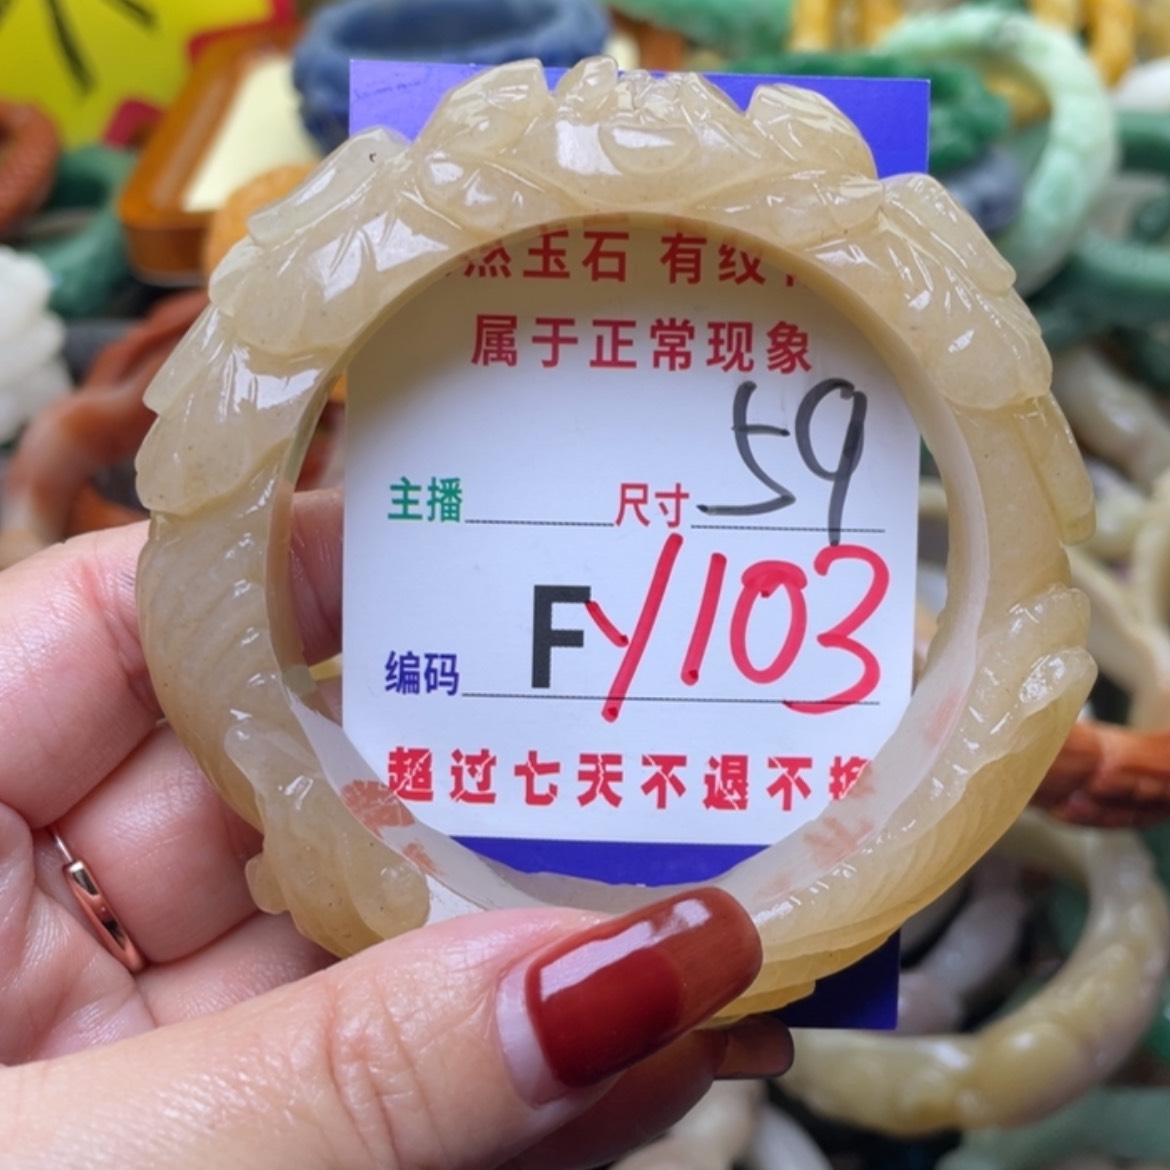 然玉石 有纹
属于正常现象
主播 尺寸 59
编码 FY103
超过七天不退不换